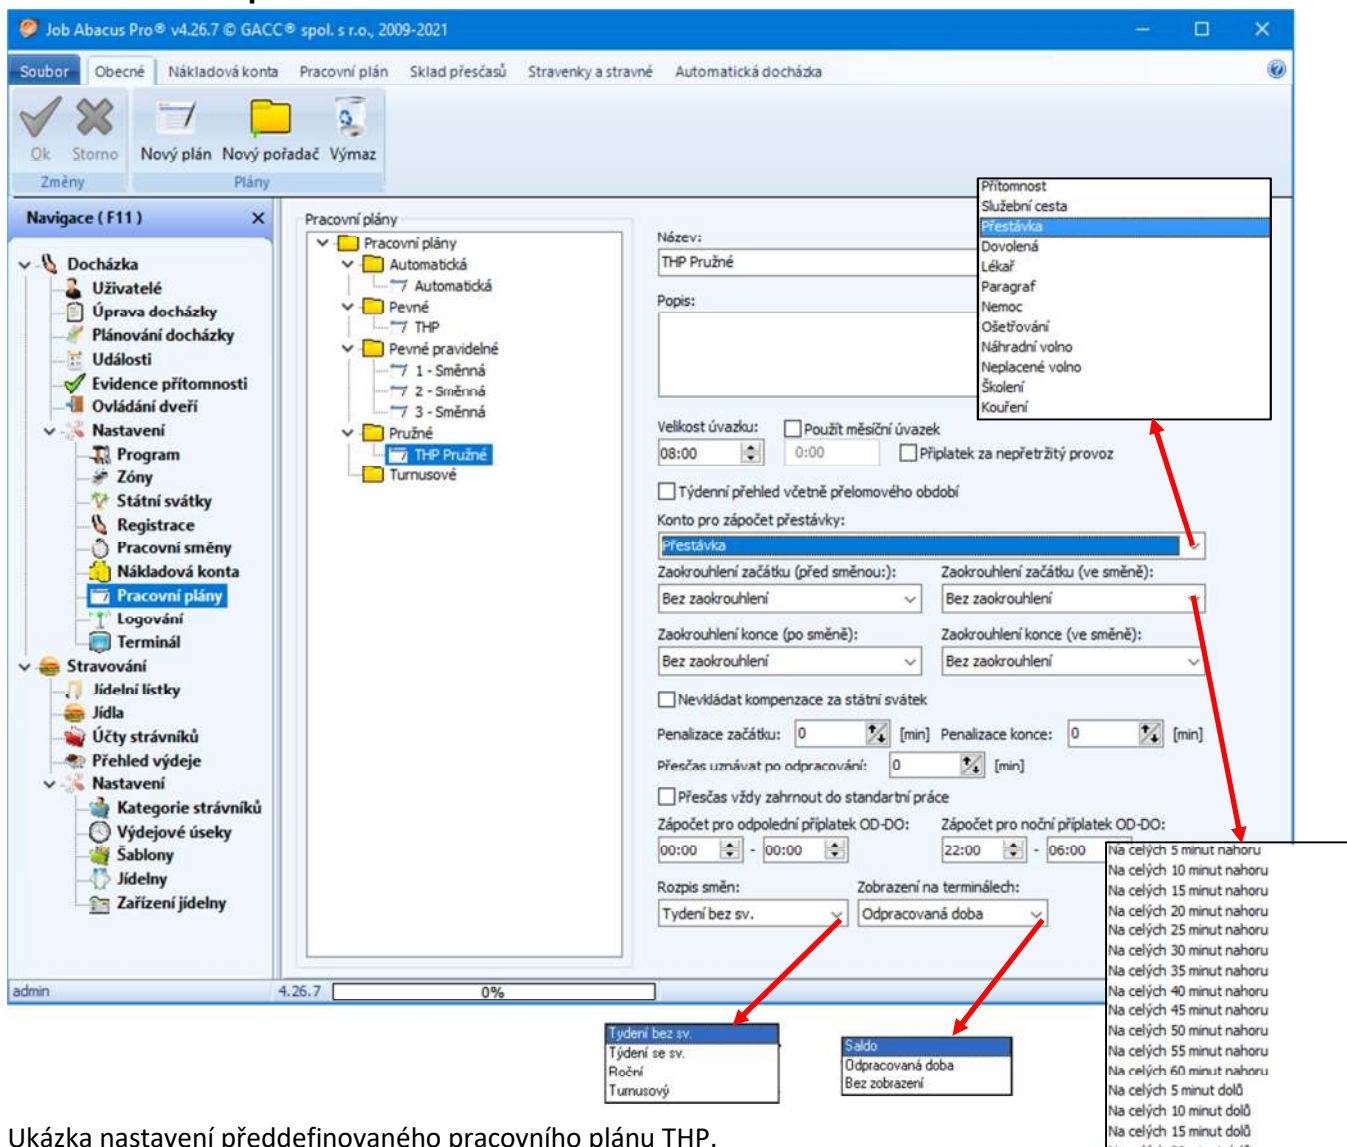 Job Abacus Pro® v4.26.7 © GACC® spol. s r.o., 2009-2021
Soubor Obecné Nákladová konta Pracovní plán Sklad přesčasů Stravenky a stravné Automatická docházka
Ok Storno Nový plán Nový pořadač Výmaz
Změny Plány
Navigace ( F11 )
Docházka
Uživatelé
Úprava docházky
Plánování docházky
Události
Evidence přítomnosti
Ovládání dveří
Nastavení
Program
Zóny
Státní svátky
Registrace
Pracovní směny
Nákladová konta
Pracovní plány
Logování
Terminál
Stravování
Jídelní lístky
Jídla
Účty strávníků
Přehled výdeje
Nastavení
Kategorie strávníků
Výdejové úseky
Šablony
Jídelny
Zařízení jídelny
Pracovní plány
Pracovní plány
Automatická
Automatická
Pevné
THP
Pevné pravidelné
1 - Směnná
2 - Směnná
3 - Směnná
Pružné
THP Pružné
Turnusové
Název:
THP Pružné
Popis:
Přítomnost
Služební cesta
Přestávka
Dovolená
Lékař
Paragraf
Nemoc
Ošetřování
Náhradní volno
Neplacené volno
Školení
Kouření
Velikost úvazku: Použít měsíční úvazek
08:00 0:00 Připlatek za nepřetržitý provoz
Týdenní přehled včetně přelomového období
Konto pro zápočet přestávky:
Přestávka
Zaokrouhlení začátku (před směnou:): Zaokrouhlení začátku (ve směně):
Bez zaokrouhlení Bez zaokrouhlení
Zaokrouhlení konce (po směně): Zaokrouhlení konce (ve směně):
Bez zaokrouhlení Bez zaokrouhlení
Nevkládat kompenzace za státní svátek
Penalizace začátku: 0 [min] Penalizace konce: 0 [min]
Přesčas uznávat po odpracování: 0 [min]
Přesčas vždy zahrnout do standartní práce
Zápočet pro odpolední příplatek OD-DO: Zápočet pro noční příplatek OD-DO:
00:00 - 00:00 22:00 - 06:00
Rozpis směn: Zobrazení na terminálech:
Tydení bez sv. Odpracovaná doba
Na celých 5 minut nahoru
Na celých 10 minut nahoru
Na celých 15 minut nahoru
Na celých 20 minut nahoru
Na celých 25 minut nahoru
Na celých 30 minut nahoru
Na celých 35 minut nahoru
Na celých 40 minut nahoru
Na celých 45 minut nahoru
Na celých 50 minut nahoru
Na celých 55 minut nahoru
Na celých 60 minut nahoru
Na celých 5 minut dolů
Na celých 10 minut dolů
Na celých 15 minut dolů
admin 4.26.7 0%
Tydení bez sv.
Týdení se sv.
Roční
Turnusový
Saldo
Odpracovaná doba
Bez zobrazení
Ukázka nastavení předdefinovaného pracovního plánu THP.